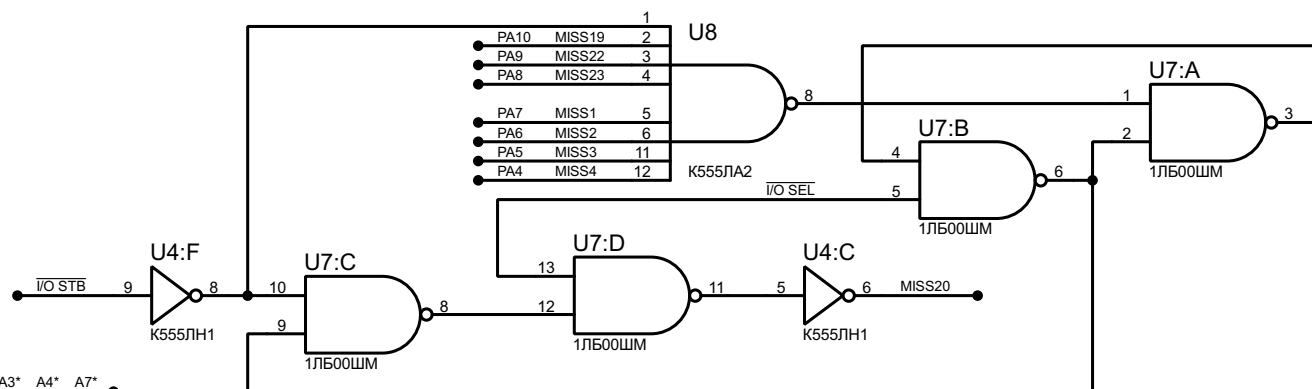 1 U8
PA10 MISS19 2
PA9 MISS22 3
PA8 MISS23 4
U7:A
8 1 3
PA7 MISS1 5
U7:B
PA6 MISS2 6 2
PA5 MISS3 11 4
PA4 MISS4 12 К555ЛА2 6 1ЛБ00ШМ
I/O SEL 5
1ЛБ00ШМ
U4:F U7:C U7:D U4:C
13
I/O STB 9 8 10 11 5 6 MISS20
8 12
9
К555ЛН1 1ЛБ00ШМ 1ЛБ00ШМ К555ЛН1
A3* A4* A7*